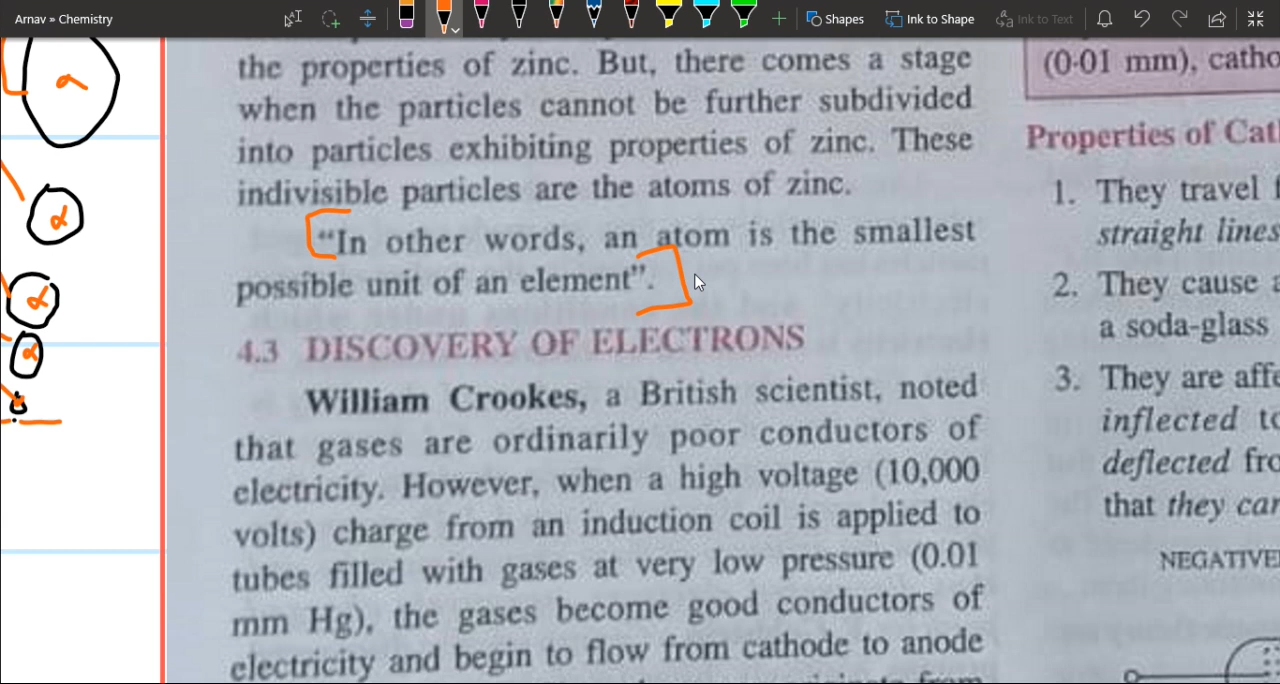 Arnav » Chemistry
Shapes
Ink to Shape
Ink to Text
the properties of zinc. But, there comes a stage
when the particles cannot be further subdivided
into particles exhibiting properties of zinc. These
indivisible particles are the atoms of zinc.
“In other words, an atom is the smallest
possible unit of an element”.
4.3 DISCOVERY OF ELECTRONS
William Crookes, a British scientist, noted
that gases are ordinarily poor conductors of
electricity. However, when a high voltage (10,000
volts) charge from an induction coil is applied to
tubes filled with gases at very low pressure (0.01
mm Hg), the gases become good conductors of
electricity and begin to flow from cathode to anode
(0·01 mm), catho
Properties of Cat
1. They travel
straight lines
2. They cause a
a soda-glass
3. They are affe
inflected to
deflected fro
that they car
NEGATIVE